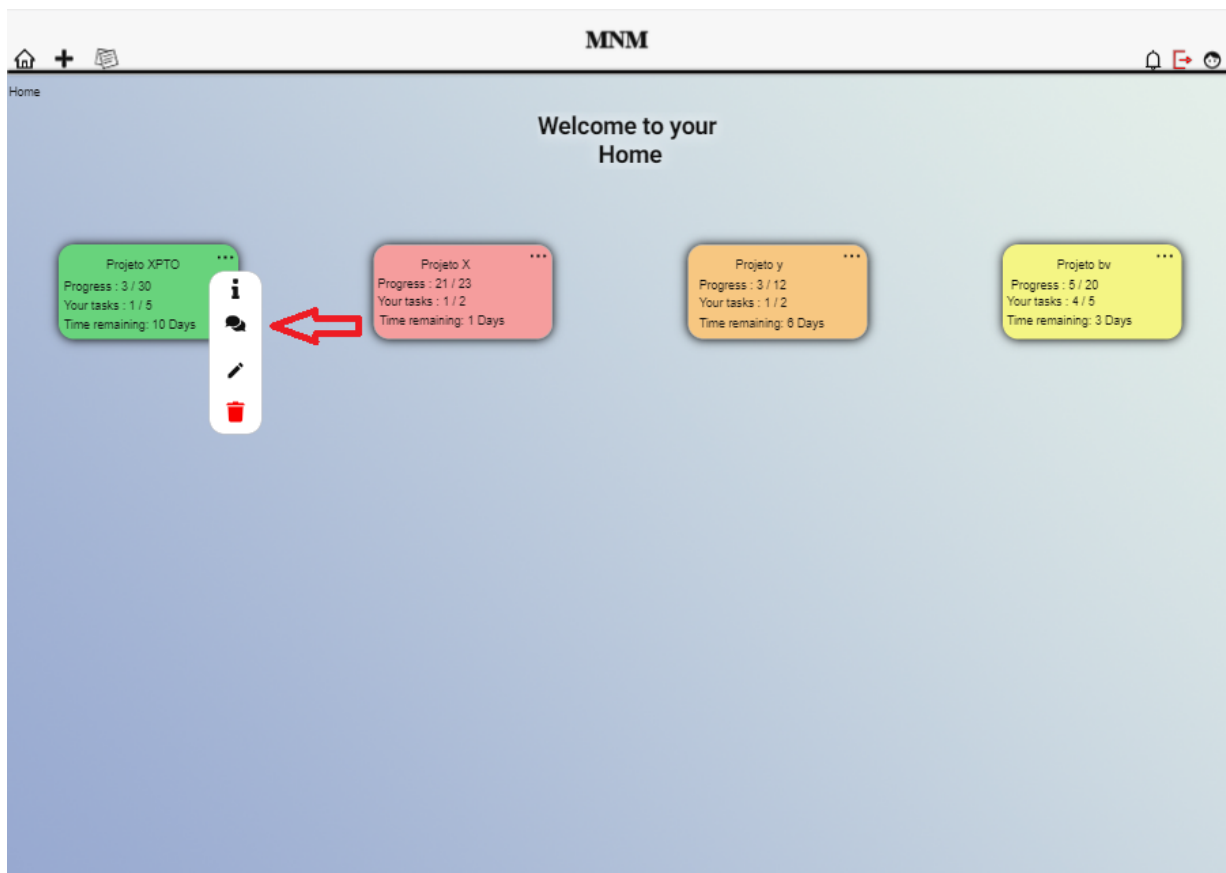 MNM
Home
Welcome to your
Home
Projeto XPTO
Progress : 3 / 30
Your tasks : 1 / 5
Time remaining: 10 Days
Projeto X
Progress : 21 / 23
Your tasks : 1 / 2
Time remaining: 1 Days
Projeto y
Progress : 3 / 12
Your tasks : 1 / 2
Time remaining: 6 Days
Projeto bv
Progress : 5 / 20
Your tasks : 4 / 5
Time remaining: 3 Days